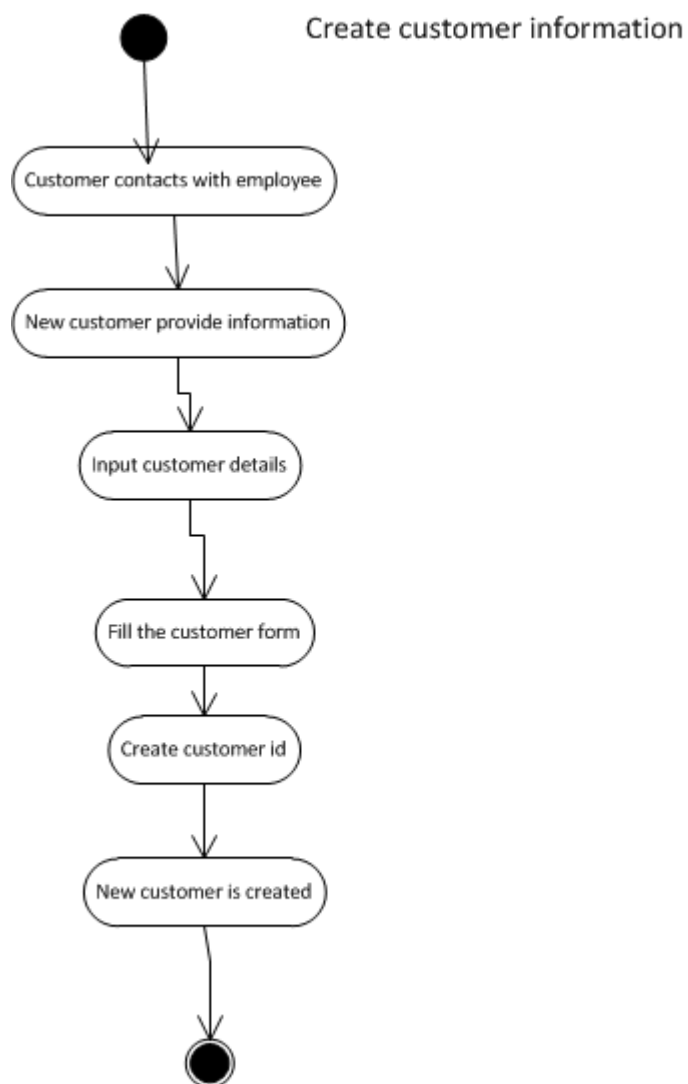 Create customer information
Customer contacts with employee
New customer provide information
Input customer details
Fill the customer form
Create customer id
New customer is created